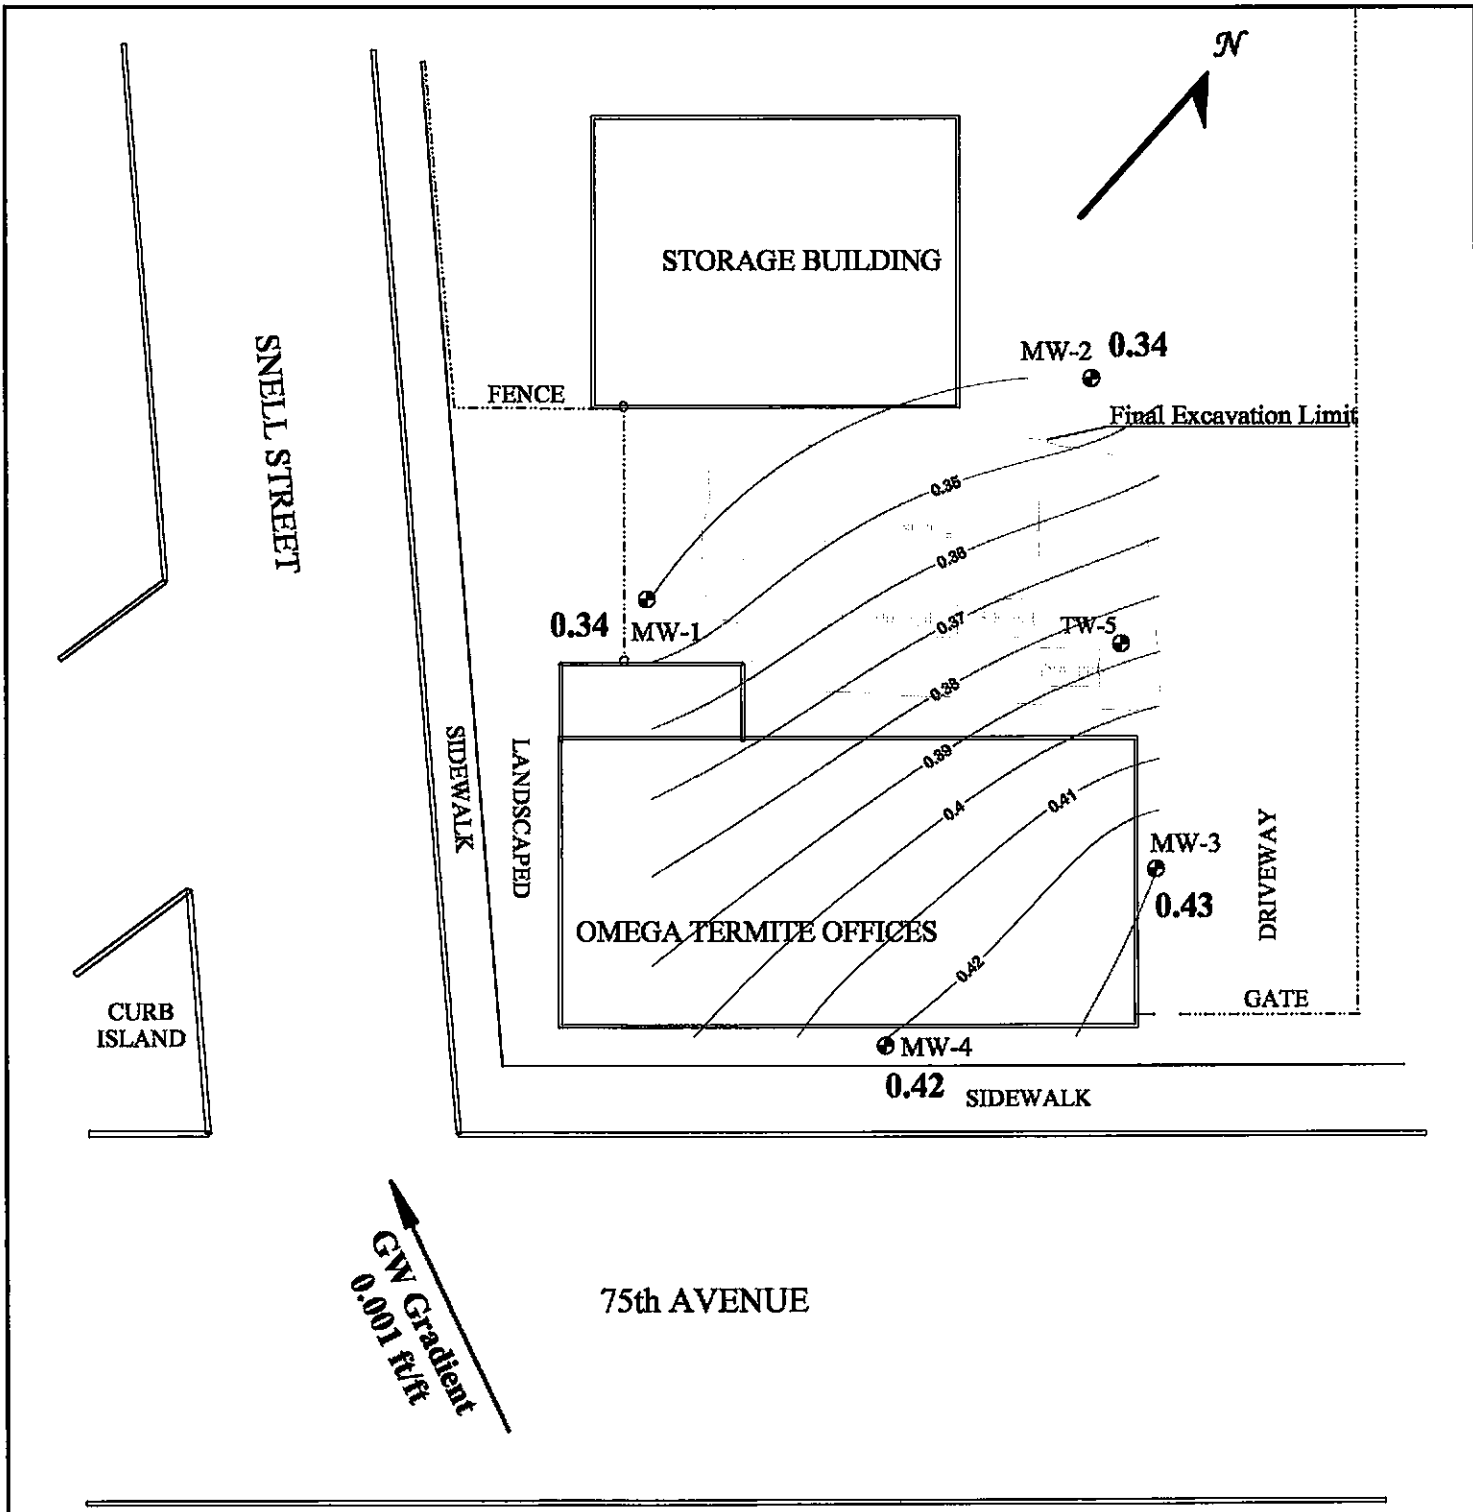 N
STORAGE BUILDING
SNELL STREET
MW-2 0.34
FENCE
Final Excavation Limit
0.35
0.36
0.37
0.34 MW-1
TW-5
0.38
SIDEWALK
LANDSCAPED
0.39
0.4
0.41
MW-3
0.43
DRIVEWAY
OMEGA TERMITE OFFICES
0.42
GATE
CURB
ISLAND
MW-4
0.42
SIDEWALK
GW Gradient
0.001 ft/ft
75th AVENUE